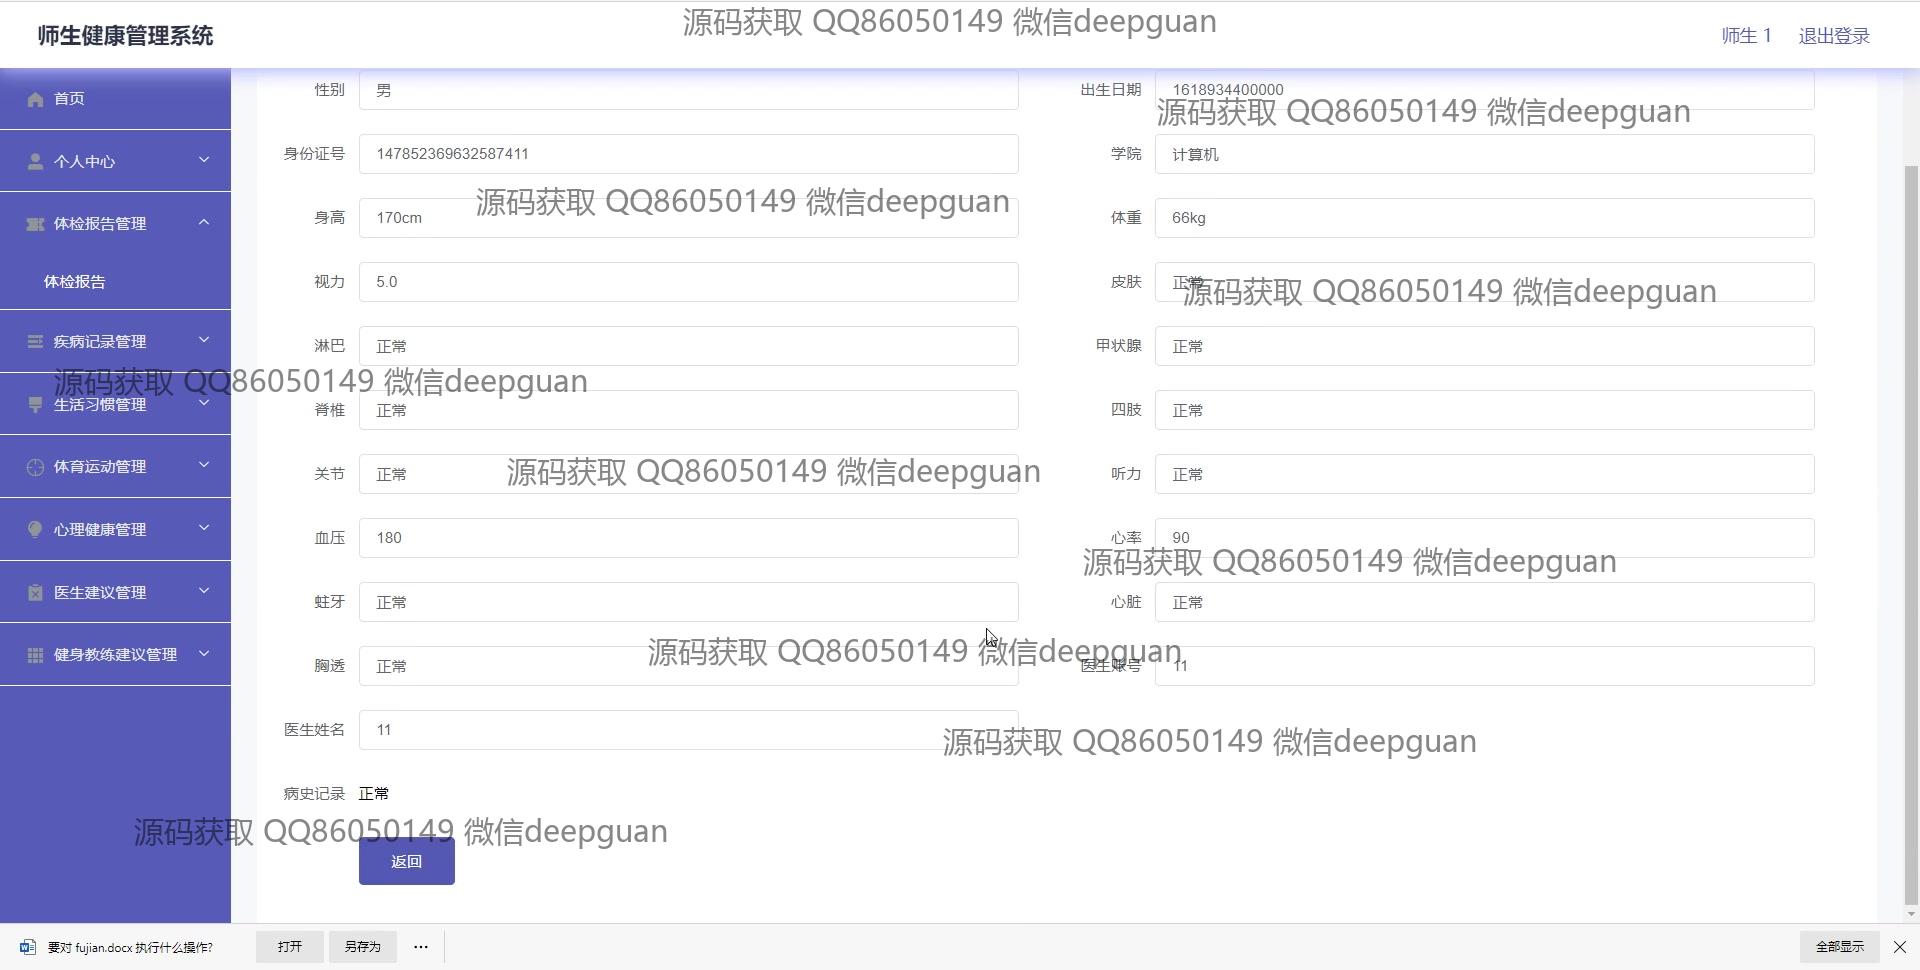 源码获取 QQ86050149 微信deepguan
师生健康管理系统
师生 1
退出登录
首页
个人中心
体检报告管理
体检报告
疾病记录管理
生活习惯管理
体育运动管理
心理健康管理
医生建议管理
健身教练建议管理
性别 男
出生日期 1618934400000
源码获取 QQ86050149 微信deepguan
身份证号 147852369632587411
学院 计算机
源码获取 QQ86050149 微信deepguan
身高 170cm
体重 66kg
视力 5.0
皮肤 正常
源码获取 QQ86050149 微信deepguan
淋巴 正常
甲状腺 正常
源码获取 QQ86050149 微信deepguan
脊椎 正常
四肢 正常
关节 正常
源码获取 QQ86050149 微信deepguan
听力 正常
血压 180
心率 90
源码获取 QQ86050149 微信deepguan
蛀牙 正常
心脏 正常
源码获取 QQ86050149 微信deepguan
胸透 正常
医生账号 11
医生姓名 11
源码获取 QQ86050149 微信deepguan
病史记录 正常
源码获取 QQ86050149 微信deepguan
返回
要对 fujian.docx 执行什么操作?
打开
另存为
...
全部显示